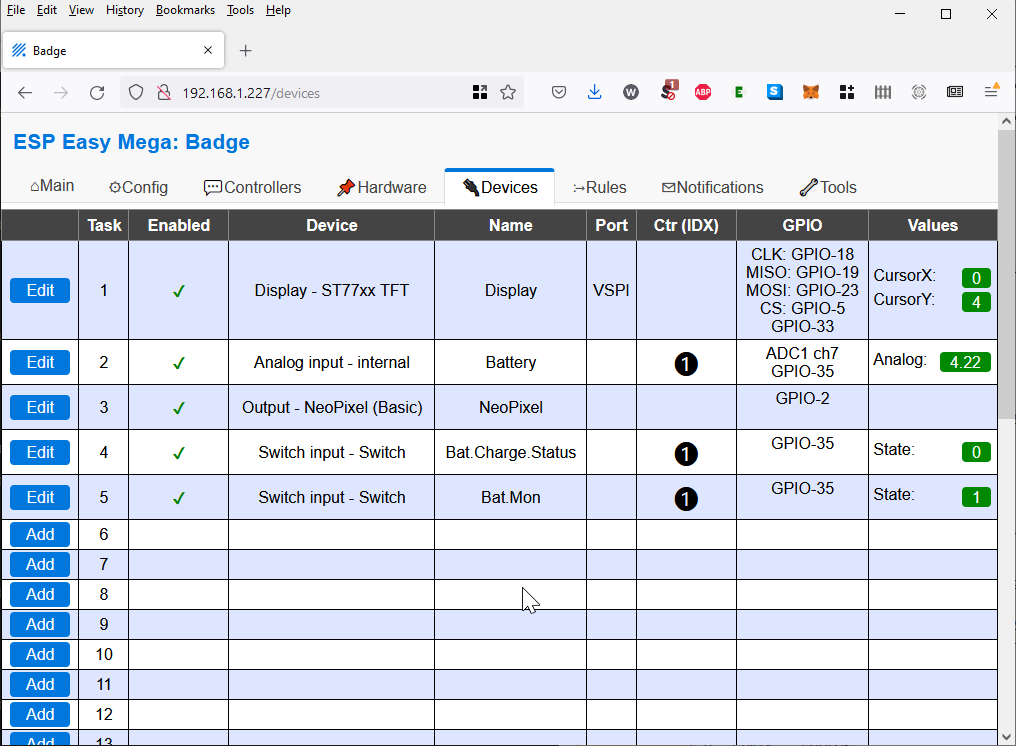 File Edit View History Bookmarks Tools Help
Badge
192.168.1.227/devices
W 1 ABP E S
ESP Easy Mega: Badge
Main Config Controllers Hardware Devices Rules Notifications Tools
Task Enabled Device Name Port Ctr (IDX) GPIO Values
Edit 1 ✓ Display - ST77xx TFT Display VSPI
CLK: GPIO-18
MISO: GPIO-19
MOSI: GPIO-23
CS: GPIO-5
GPIO-33
CursorX: 0
CursorY: 4
Edit 2 ✓ Analog input - internal Battery ❶
ADC1 ch7
GPIO-35
Analog: 4.22
Edit 3 ✓ Output - NeoPixel (Basic) NeoPixel GPIO-2
Edit 4 ✓ Switch input - Switch Bat.Charge.Status ❶ GPIO-35 State: 0
Edit 5 ✓ Switch input - Switch Bat.Mon ❶ GPIO-35 State: 1
Add 6
Add 7
Add 8
Add 9
Add 10
Add 11
Add 12
Add 13